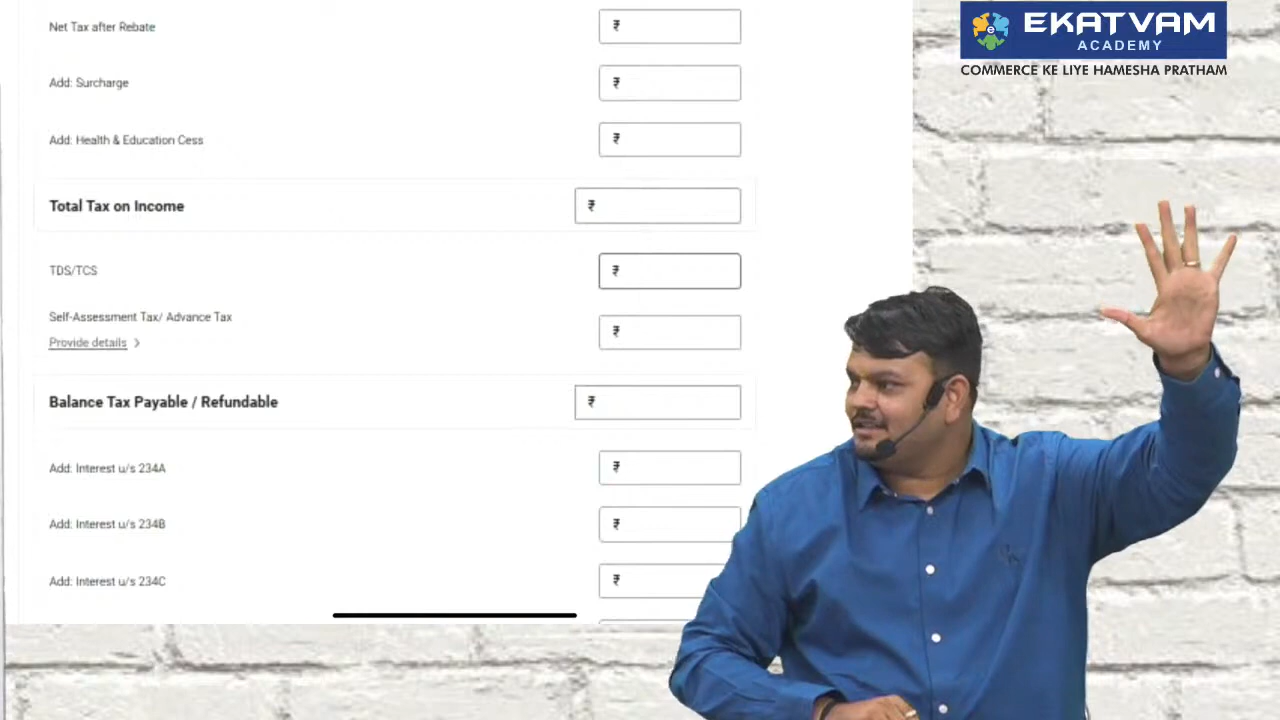 Net Tax after Rebate ₹
Add: Surcharge ₹
Add: Health & Education Cess ₹
Total Tax on Income ₹
TDS/TCS ₹
Self-Assessment Tax/ Advance Tax ₹
Provide details >
Balance Tax Payable / Refundable ₹
Add: Interest u/s 234A ₹
Add: Interest u/s 234B ₹
Add: Interest u/s 234C ₹
e EKATVAM
ACADEMY
COMMERCE KE LIYE HAMESHA PRATHAM